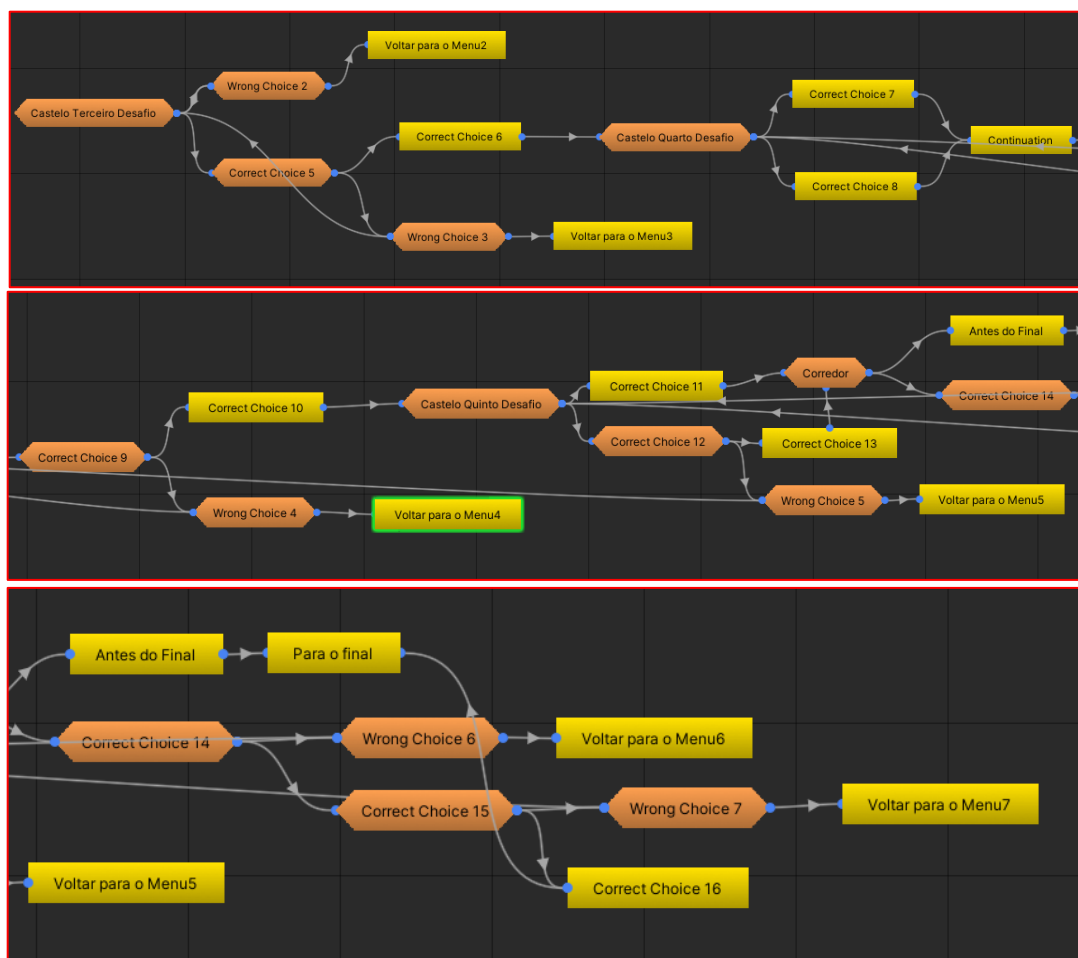 Voltar para o Menu2
Wrong Choice 2
Castelo Terceiro Desafio
Correct Choice 6
Correct Choice 5
Wrong Choice 3
Voltar para o Menu3
Castelo Quarto Desafio
Correct Choice 7
Continuation
Correct Choice 8
Antes do Final
Corredor
Correct Choice 11
Correct Choice 14
Correct Choice 10
Castelo Quinto Desafio
Correct Choice 12
Correct Choice 13
Correct Choice 9
Wrong Choice 5
Voltar para o Menu5
Wrong Choice 4
Voltar para o Menu4
Antes do Final
Para o final
Correct Choice 14
Wrong Choice 6
Voltar para o Menu6
Correct Choice 15
Wrong Choice 7
Voltar para o Menu7
Voltar para o Menu5
Correct Choice 16